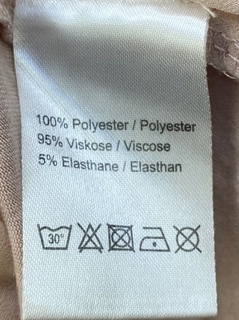 100% Polyester / Polyester
95% Viskose / Viscose
5% Elasthane / Elasthan
30°